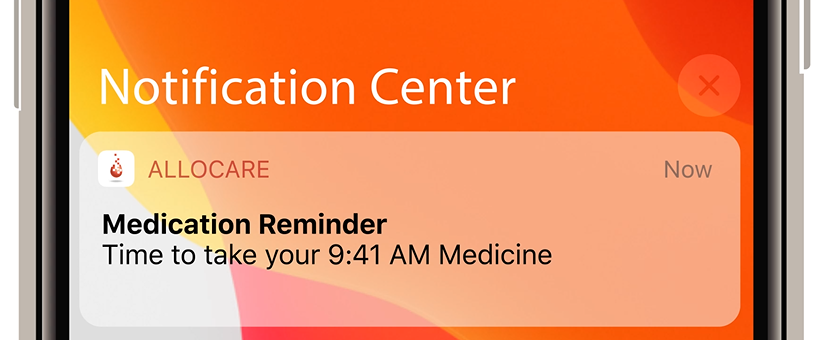 Notification Center
ALLOCARE
Now
Medication Reminder
Time to take your 9:41 AM Medicine